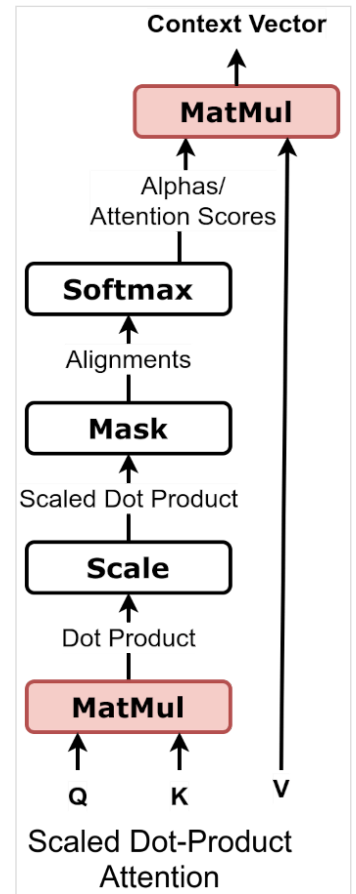 Context Vector
MatMul
Alphas/
Attention Scores
Softmax
Alignments
Mask
Scaled Dot Product
Scale
Dot Product
MatMul
Q
K
V
Scaled Dot-Product
Attention